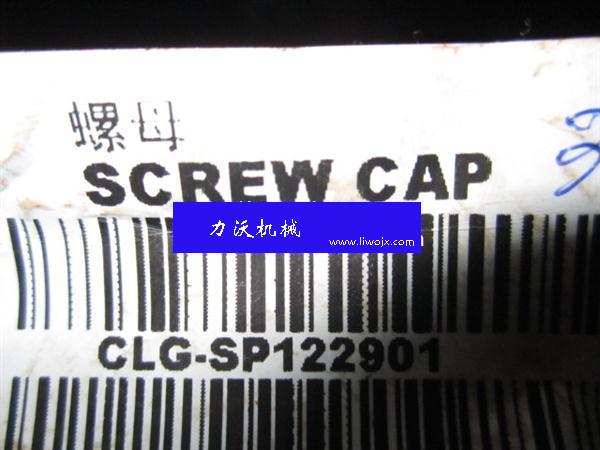 螺母
SCREW CAP
力沃机械
www.liwojx.com
CLG-SP122901